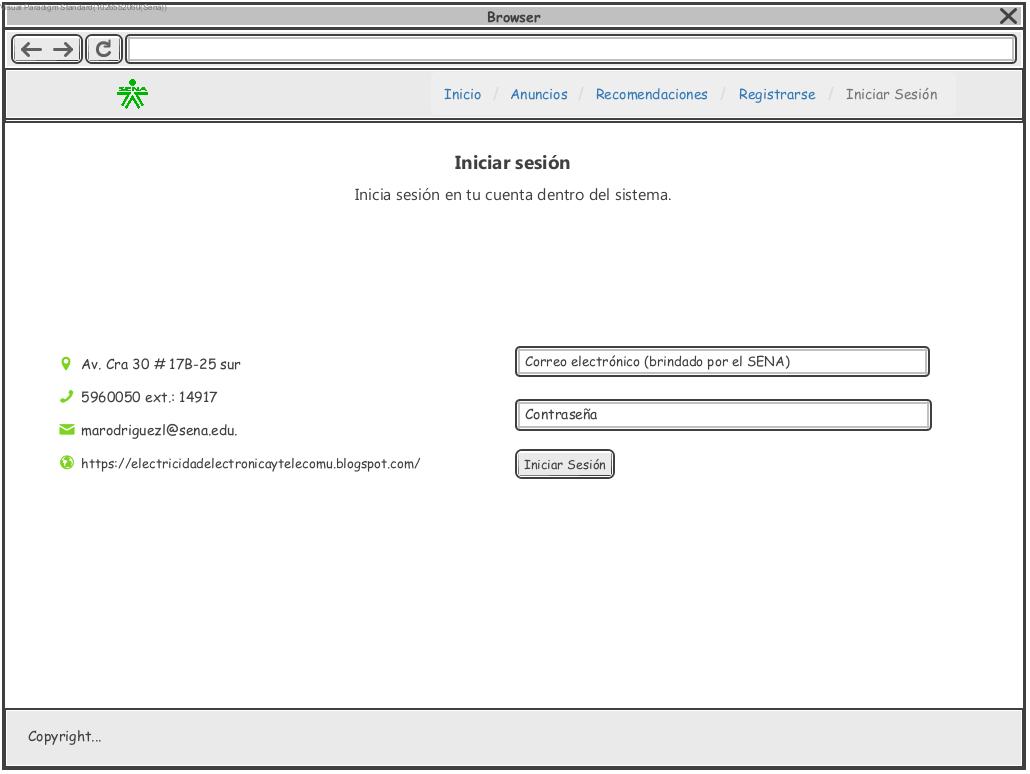 Visual Paradigm Standard(1026552060(Sena))
Browser
SENA
Inicio / Anuncios / Recomendaciones / Registrarse / Iniciar Sesión
Iniciar sesión
Inicia sesión en tu cuenta dentro del sistema.
Av. Cra 30 # 17B-25 sur
5960050 ext.: 14917
marodriguezl@sena.edu.
https://electricidadelectronicaytelecomu.blogspot.com/
Correo electrónico (brindado por el SENA)
Contraseña
Iniciar Sesión
Copyright...